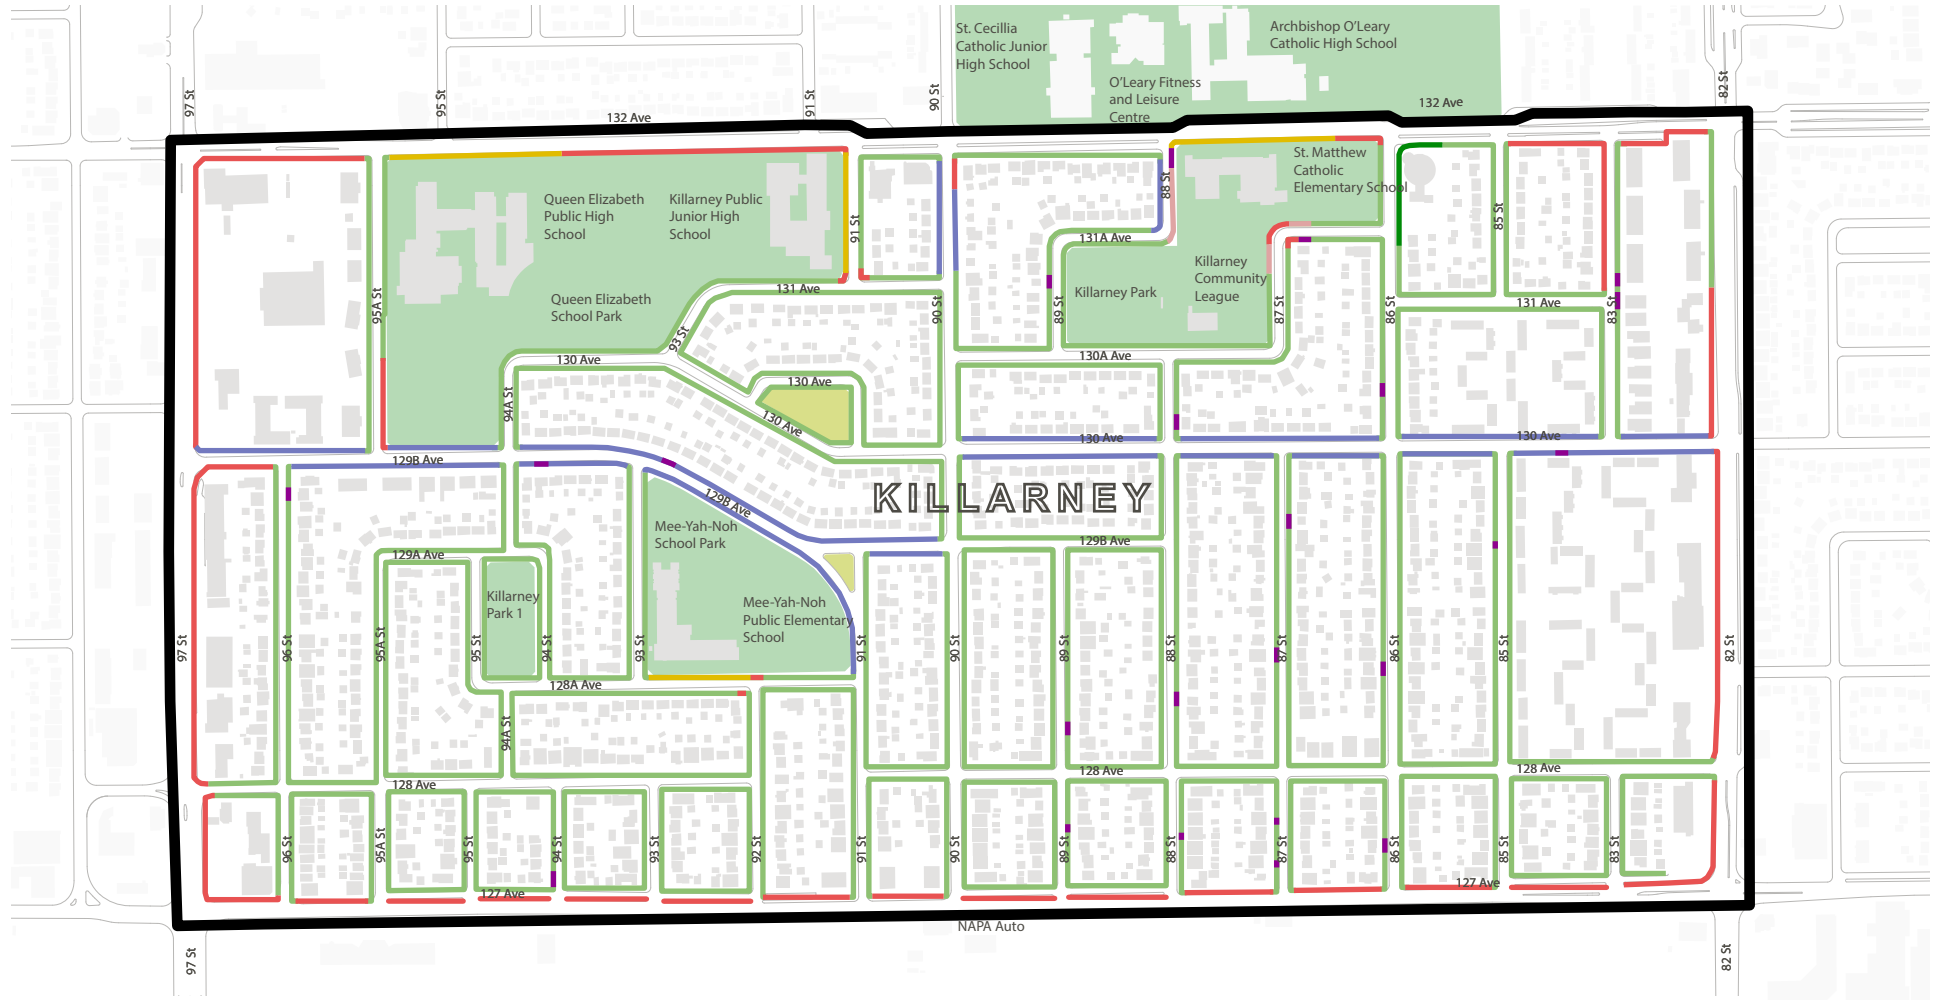 St. Cecillia
Catholic Junior
High School
Archbishop O'Leary
Catholic High School
O'Leary Fitness
and Leisure
Centre
97 St
95 St
91 St
90 St
82 St
132 Ave
132 Ave
St. Matthew
Catholic
Elementary School
Queen Elizabeth
Public High
School
Killarney Public
Junior High
School
91 St
88 St
85 St
131A Ave
Killarney
Community
League
Killarney Park
Queen Elizabeth
School Park
131 Ave
95A St
93 St
90 St
89 St
87 St
86 St
131 Ave
83 St
130 Ave
130A Ave
130 Ave
94A St
130 Ave
130 Ave
130 Ave
129B Ave
KILLARNEY
129B Ave
Mee-Yah-Noh
School Park
129B Ave
129A Ave
Killarney
Park 1
Mee-Yah-Noh
Public Elementary
School
97 St
96 St
95A St
95 St
94 St
93 St
91 St
90 St
89 St
88 St
87 St
86 St
85 St
82 St
128A Ave
94A St
128 Ave
128 Ave
128 Ave
96 St
95A St
95 St
94 St
93 St
92 St
91 St
90 St
89 St
88 St
87 St
86 St
85 St
83 St
127 Ave
127 Ave
NAPA Auto
97 St
82 St